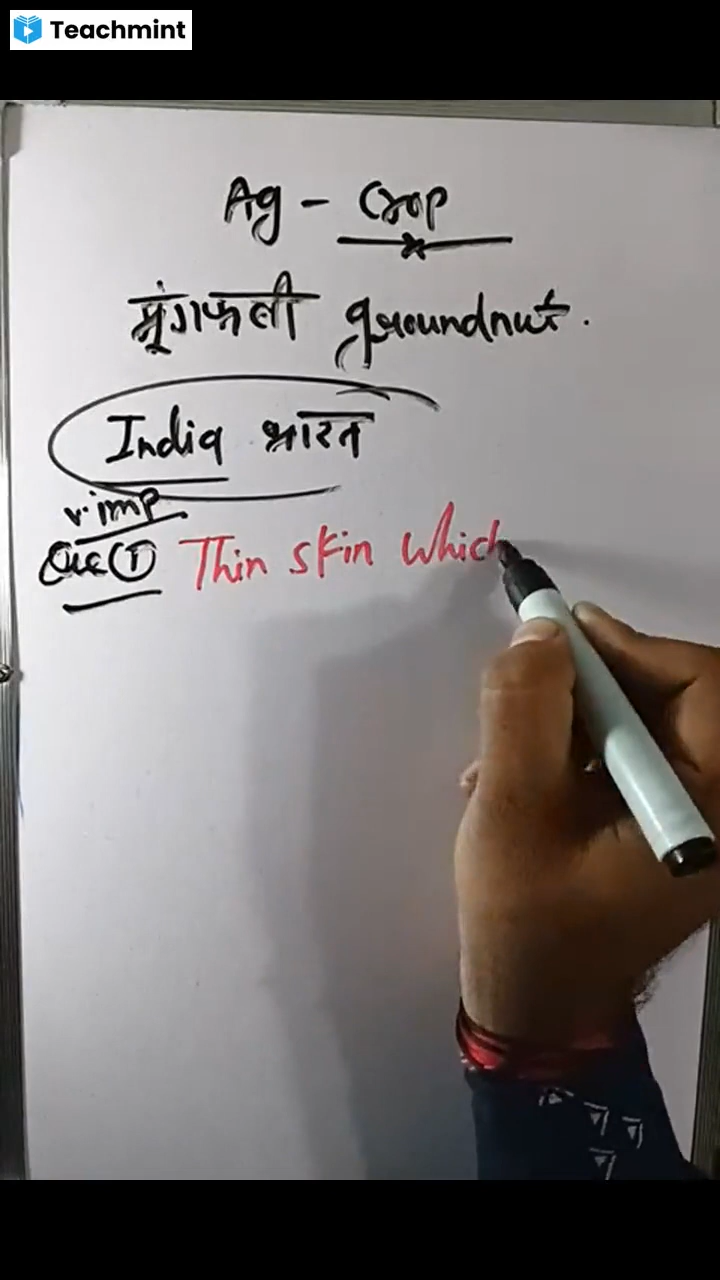 Teachmint
Ag - Crop
मूंगफली groundnut.
India भारत
v.imp
Que ① Thin skin Which